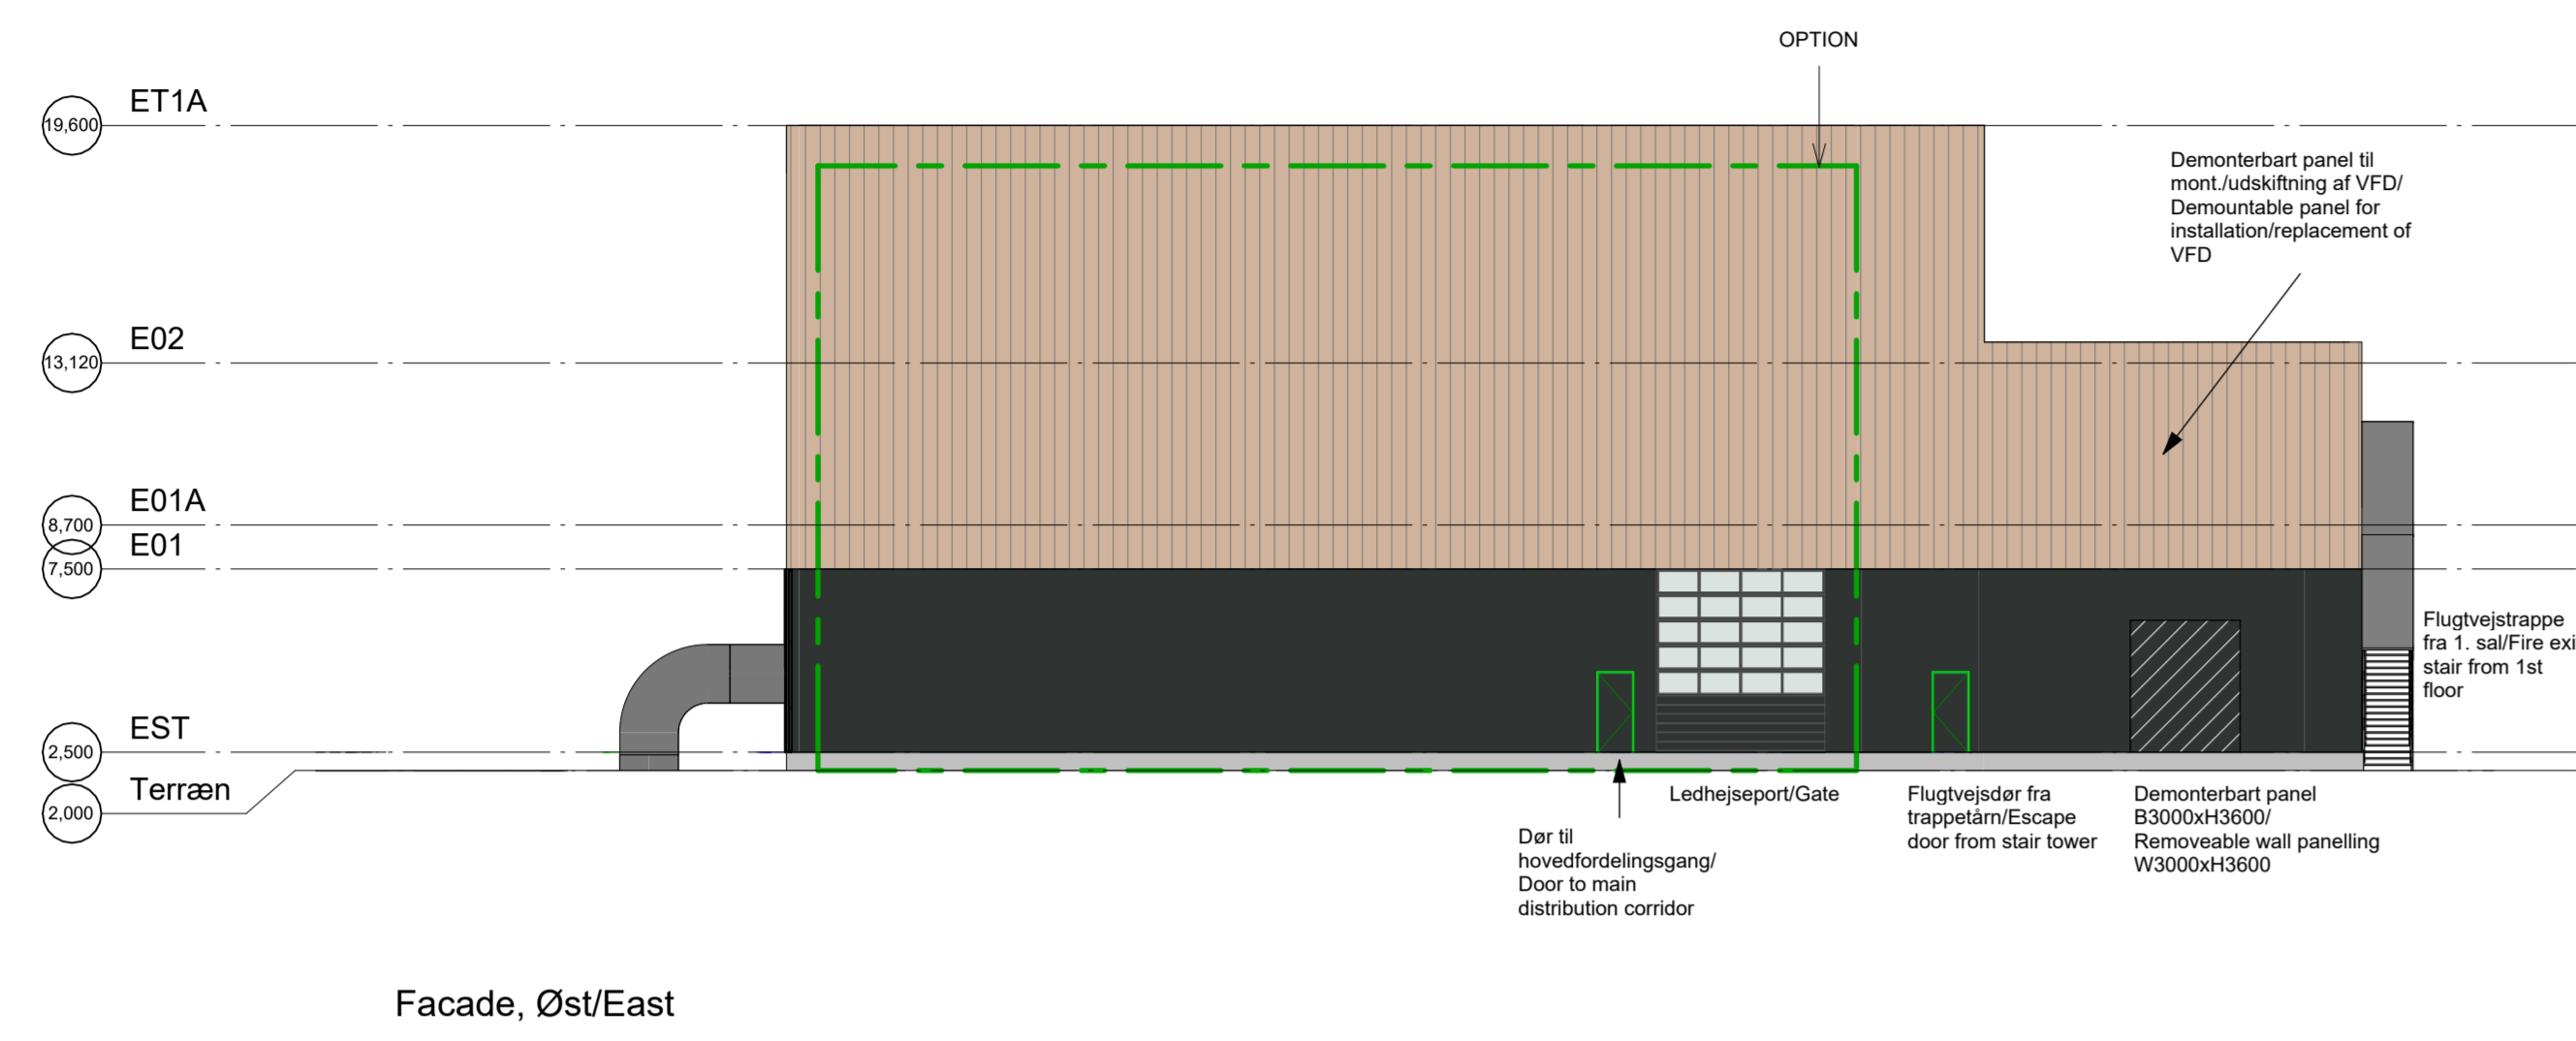 OPTION
ET1A
19,600
Demonterbart panel til
mont./udskiftning af VFD/
Demountable panel for
installation/replacement of
VFD
E02
13,120
E01A
8,700
E01
7,500
Flugtvejstrappe
fra 1. sal/Fire exi
stair from 1st
floor
EST
2,500
Terræn
2,000
Ledhejseport/Gate
Flugtvejsdør fra
trappetårn/Escape
door from stair tower
Demonterbart panel
B3000xH3600/
Removeable wall panelling
W3000xH3600
Dør til
hovedfordelingsgang/
Door to main
distribution corridor
Facade, Øst/East